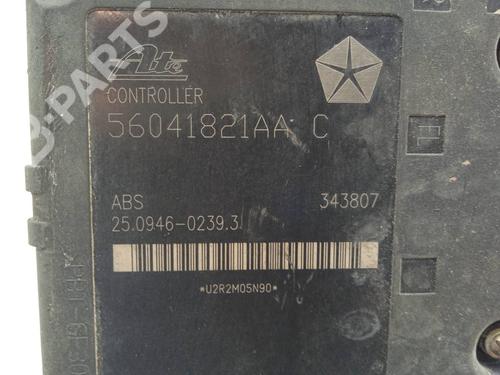 Ate
CONTROLLER
56041821AA C
ABS 343807
25.0946-0239.3
*U2R2M05N90*
B-PARTS